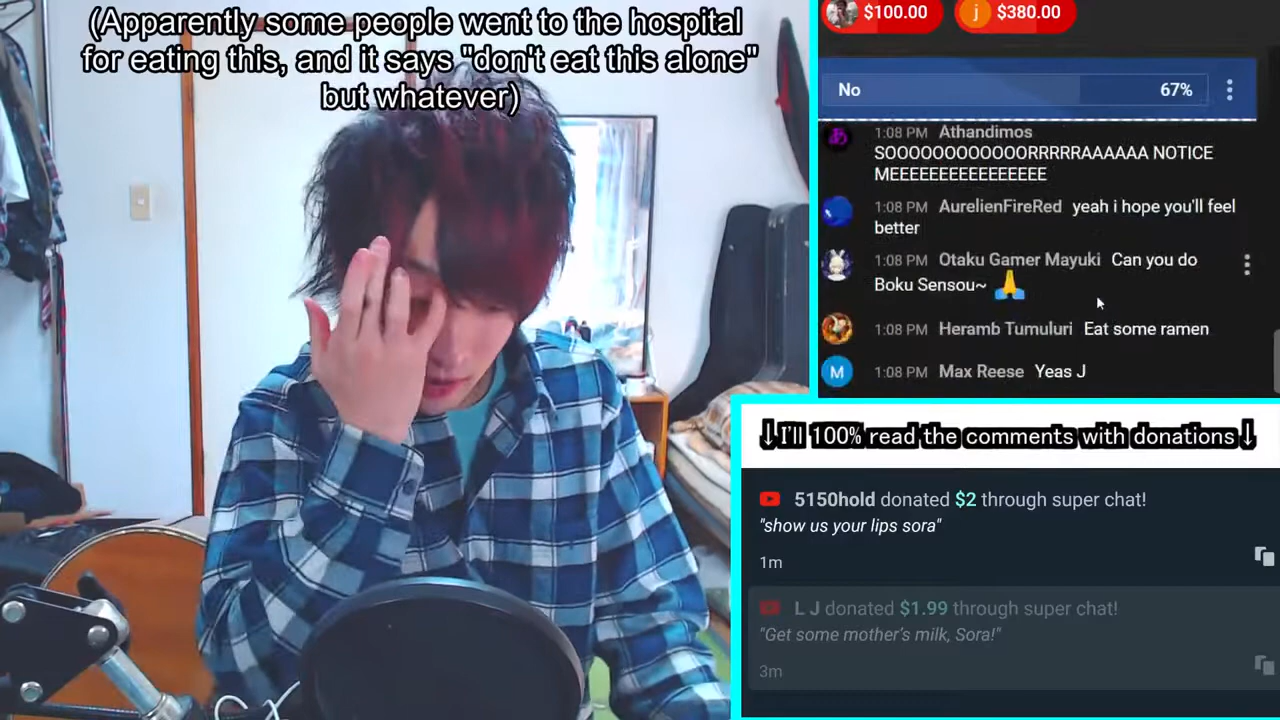 (Apparently some people went to the hospital
for eating this, and it says "don't eat this alone"
but whatever)
$100.00
j $380.00
No 67%
1:08 PM Athandimos
SOOOOOOOOOOOORRRRRAAAAAA NOTICE
MEEEEEEEEEEEEEEEE
1:08 PM AurelienFireRed yeah i hope you'll feel
better
1:08 PM Otaku Gamer Mayuki Can you do
Boku Sensou~
1:08 PM Heramb Tumuluri Eat some ramen
M 1:08 PM Max Reese Yeas J
↓I'll 100% read the comments with donations↓
5150hold donated $2 through super chat!
"show us your lips sora"
1m
L J donated $1.99 through super chat!
"Get some mother's milk, Sora!"
3m